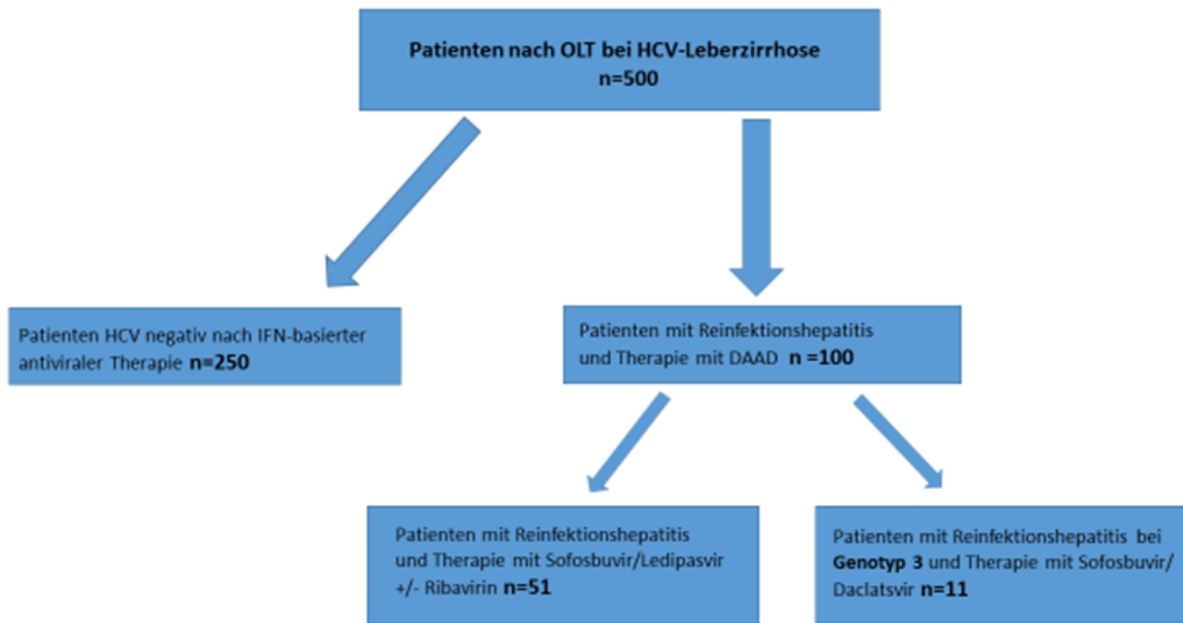 Patienten nach OLT bei HCV-Leberzirrhose
n=500
Patienten HCV negativ nach IFN-basierter
antiviraler Therapie n=250
Patienten mit Reinfektionshepatitis
und Therapie mit DAAD n =100
Patienten mit Reinfektionshepatitis
und Therapie mit Sofosbuvir/Ledipasvir
+/- Ribavirin n=51
Patienten mit Reinfektionshepatitis bei
Genotyp 3 und Therapie mit Sofosbuvir/
Daclatsvir n=11